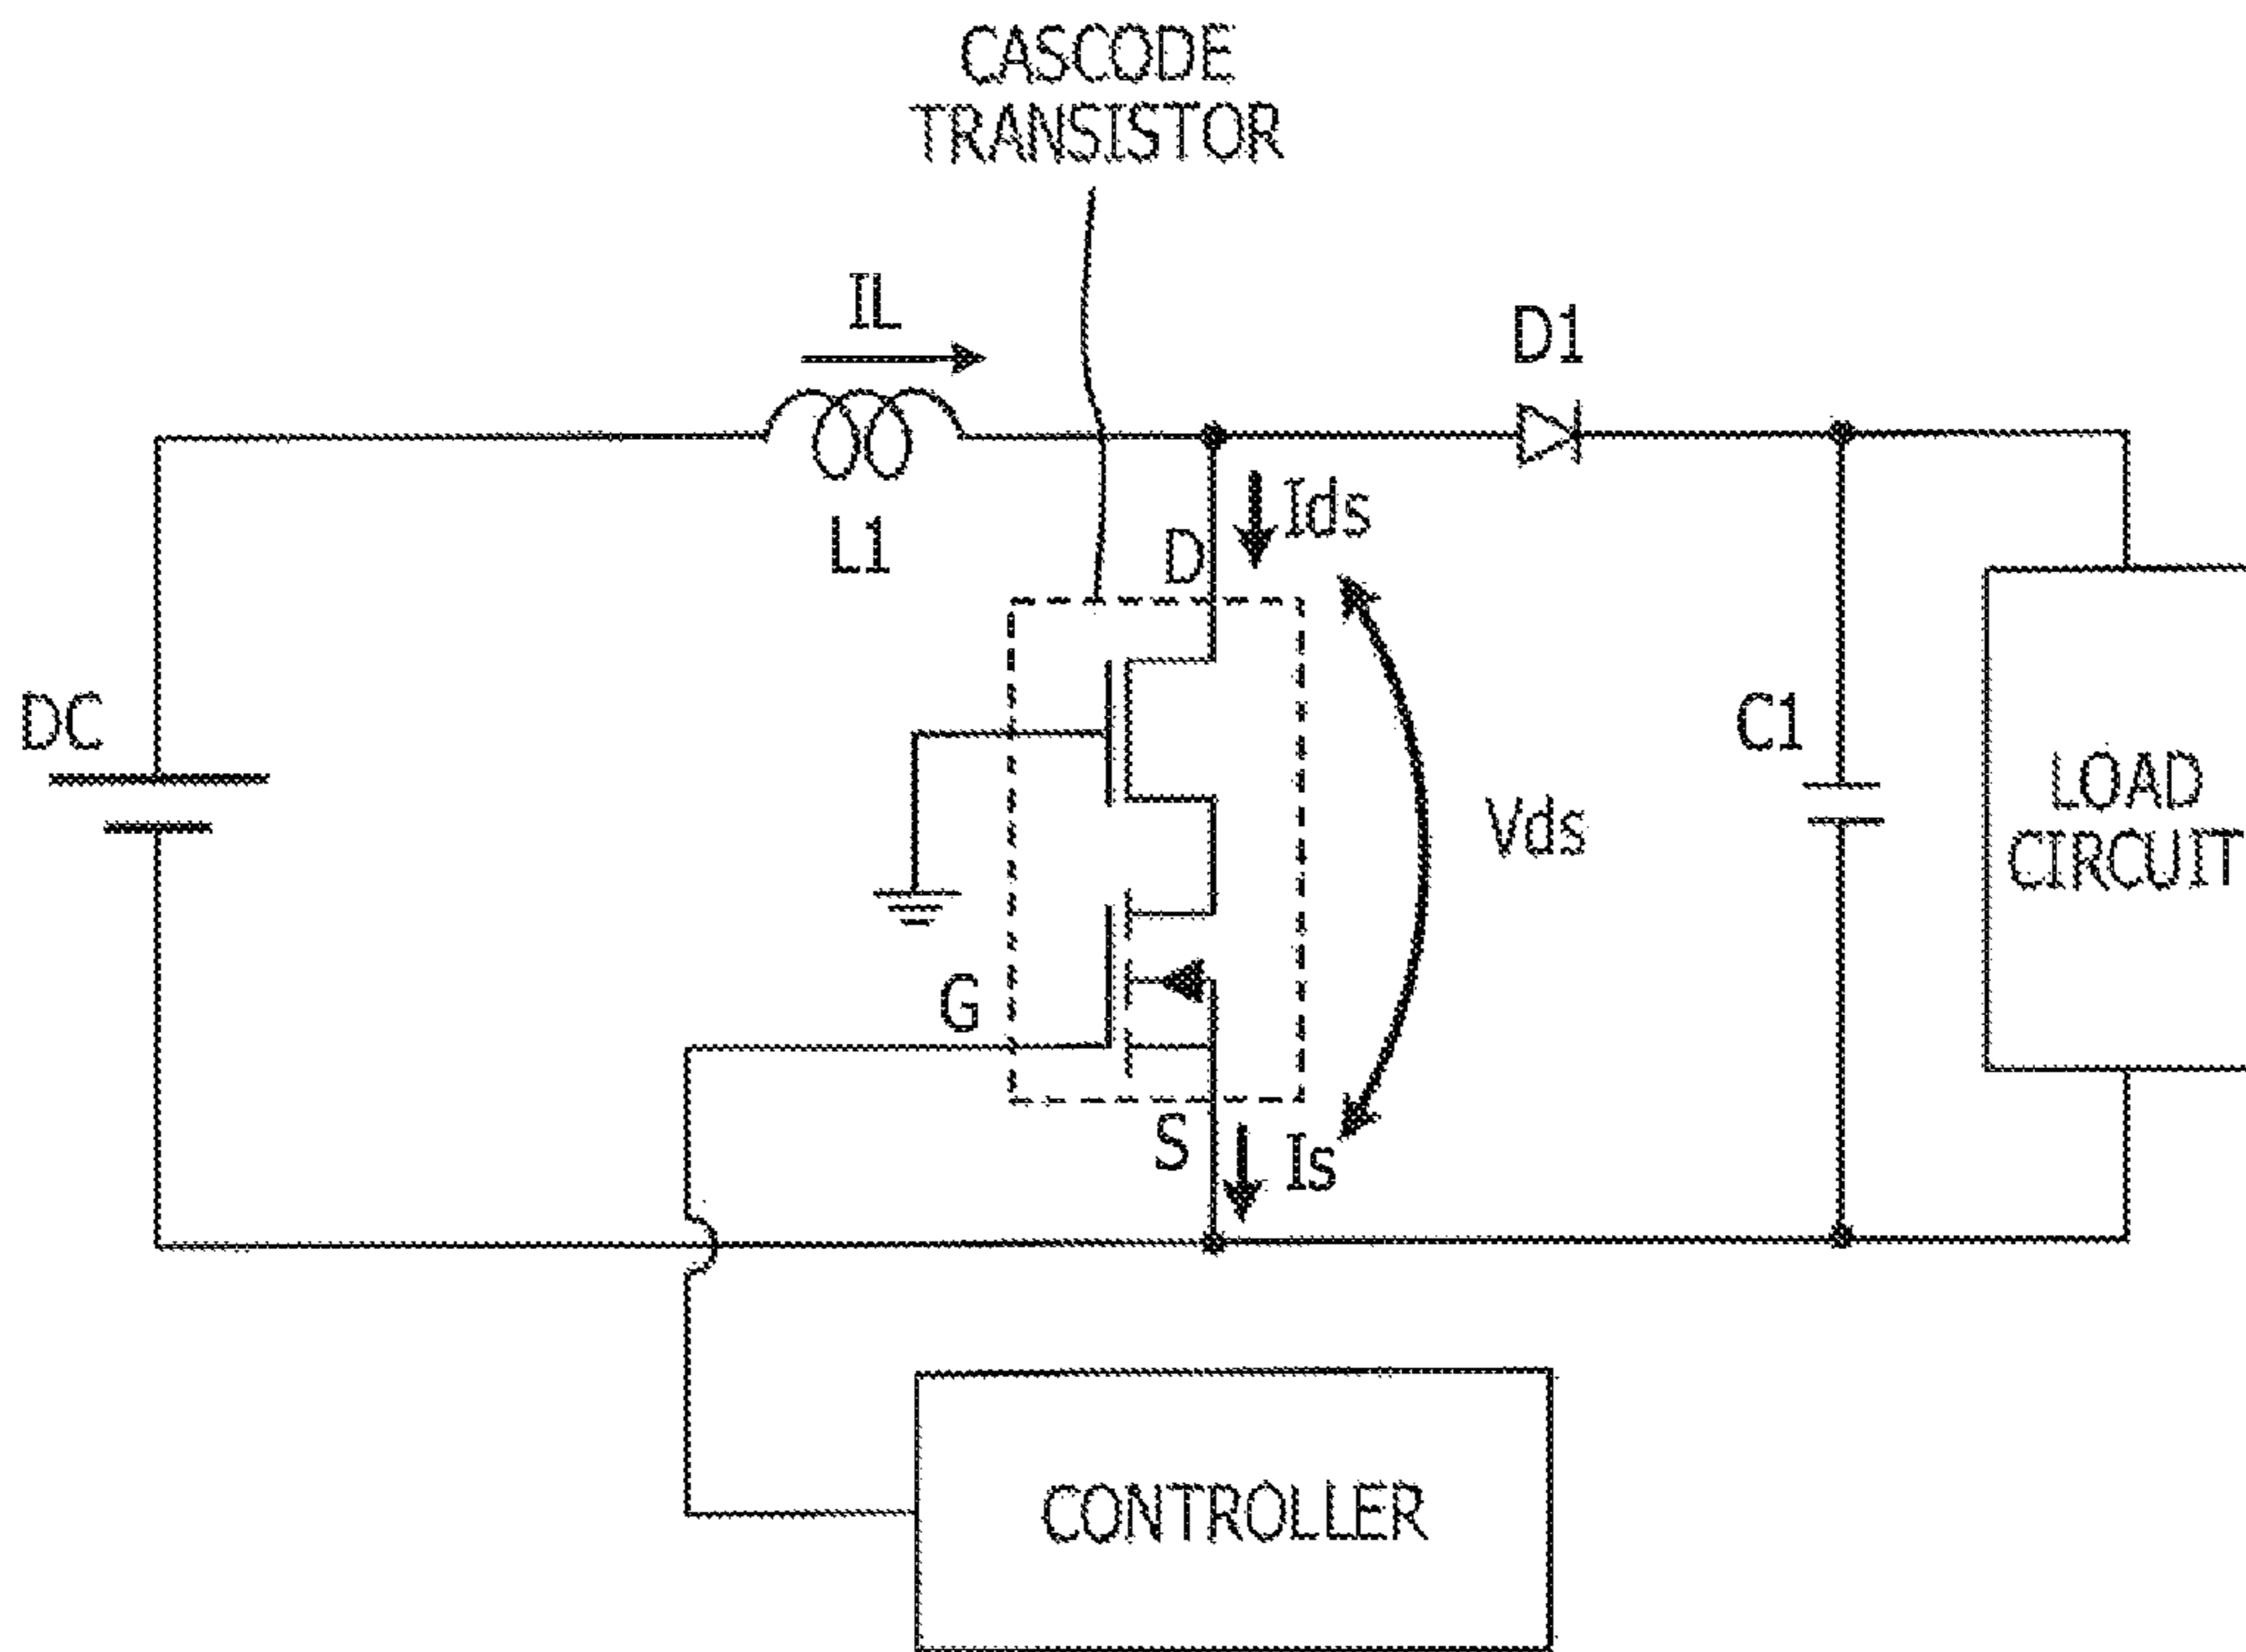 CASCODE
TRANSISTOR
IL
D1
L1
D
Ids
DC
C1
Vds
LOAD
CIRCUIT
G
S
Is
CONTROLLER